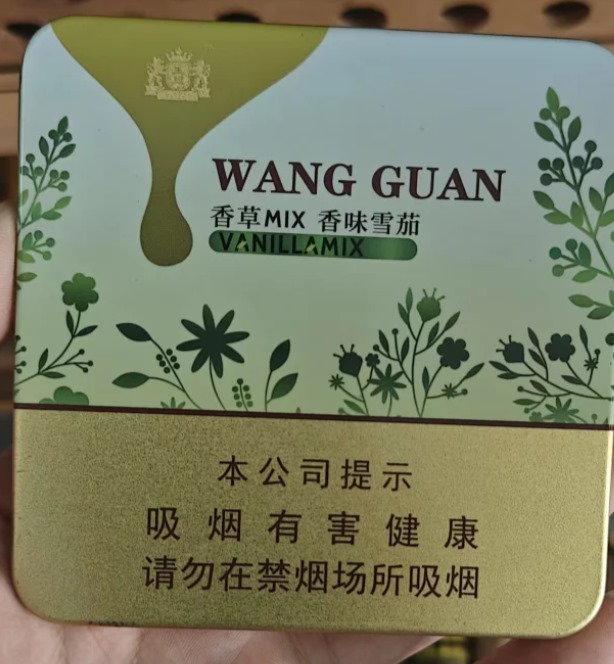 WANG GUAN
香草MIX 香味雪茄
VANILLAMIX
本公司提示
吸烟有害健康
请勿在禁烟场所吸烟